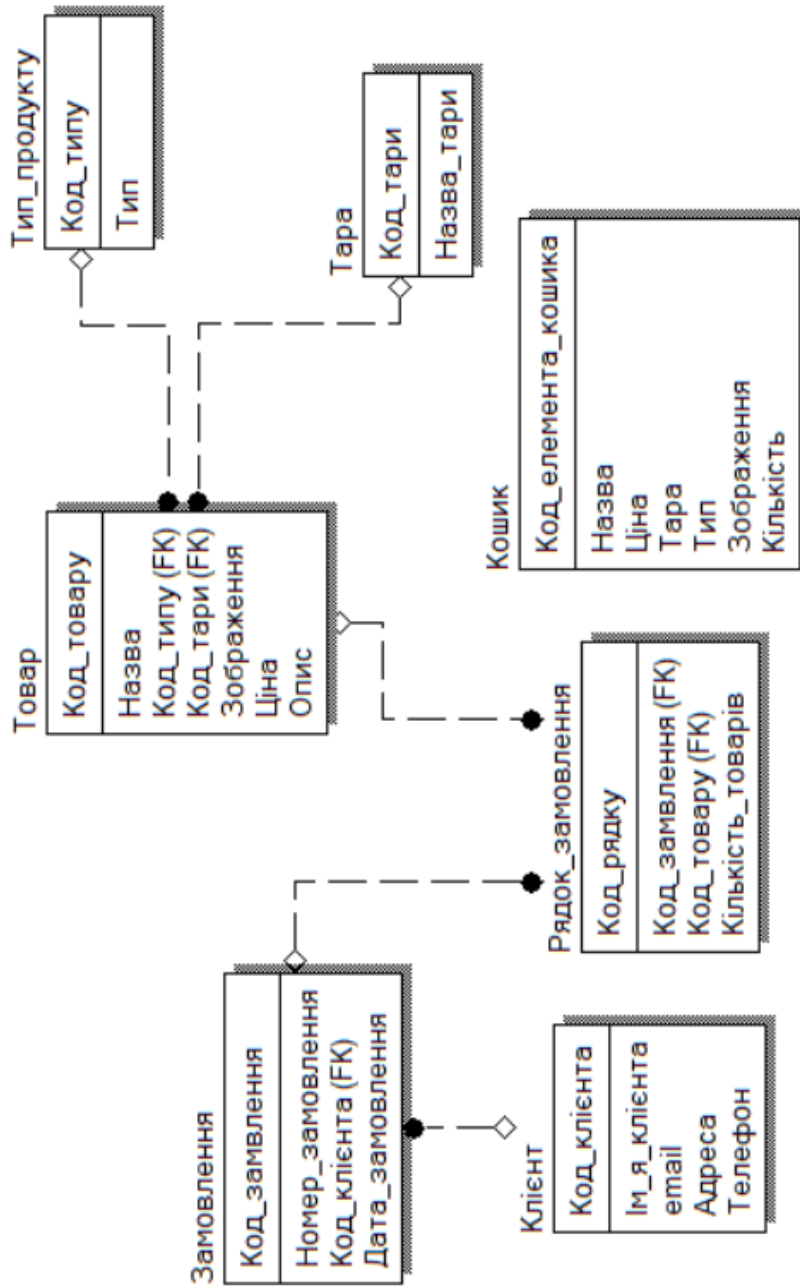 Замовлення
Код_замвлення
Номер_замовлення
Код_клієнта (FK)
Дата_замовлення
Клієнт
Код_клієнта
Ім_я_клієнта
email
Адреса
Телефон
Товар
Код_товару
Назва
Код_типу (FK)
Код_тари (FK)
Зображення
Ціна
Опис
Рядок_замовлення
Код_рядку
Код_замвлення (FK)
Код_товару (FK)
Кількість_товарів
Тип_продукту
Код_типу
Тип
Тара
Код_тари
Назва_тари
Кошик
Код_елемента_кошика
Назва
Ціна
Тара
Тип
Зображення
Кількість